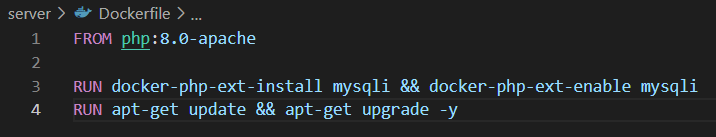 server > Dockerfile > ...
1 FROM php:8.0-apache
2
3 RUN docker-php-ext-install mysqli && docker-php-ext-enable mysqli
4 RUN apt-get update && apt-get upgrade -y